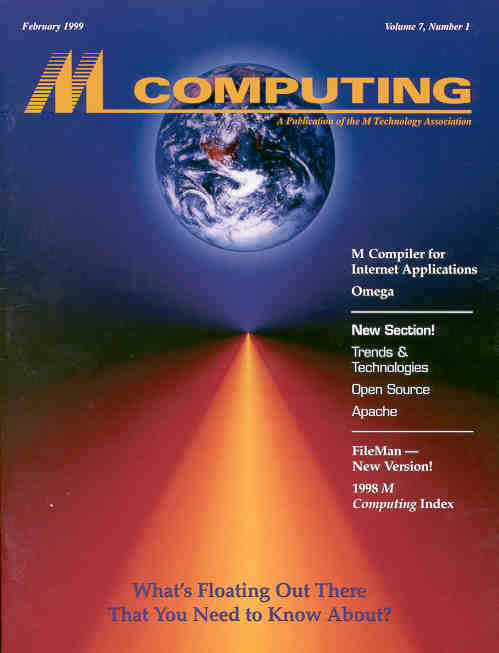 February 1999
Volume 7, Number 1
M COMPUTING
A Publication of the M Technology Association
M Compiler for
Internet Applications
Omega
New Section!
Trends &
Technologies
Open Source
Apache
FileMan —
New Version!
1998 M
Computing Index
What's Floating Out There
That You Need to Know About?